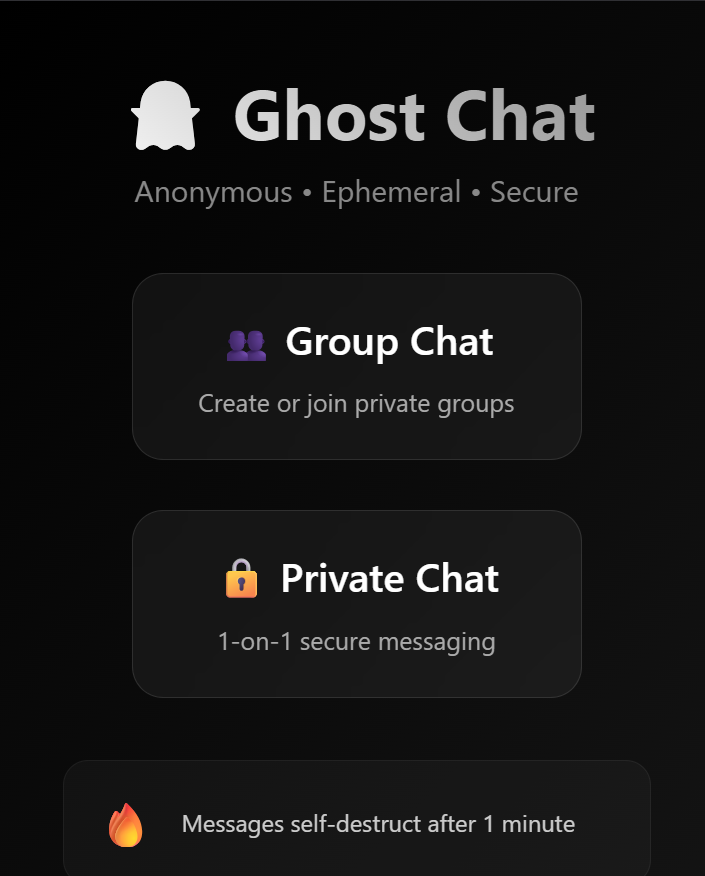 Ghost Chat
Anonymous • Ephemeral • Secure
Group Chat
Create or join private groups
Private Chat
1-on-1 secure messaging
Messages self-destruct after 1 minute